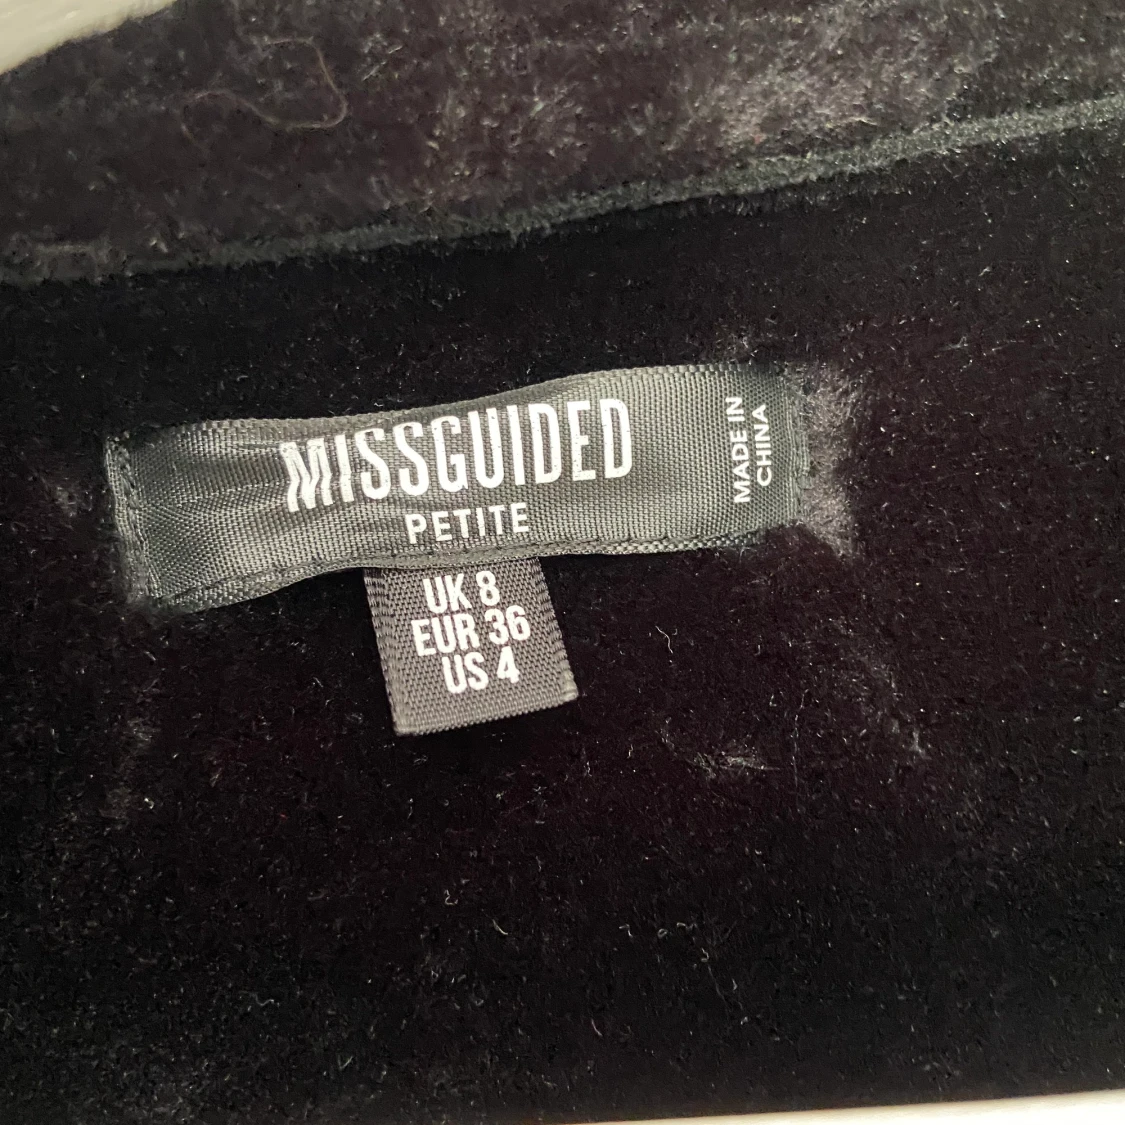 MISSGUIDED
PETITE
MADE IN
CHINA
UK 8
EUR 36
US 4